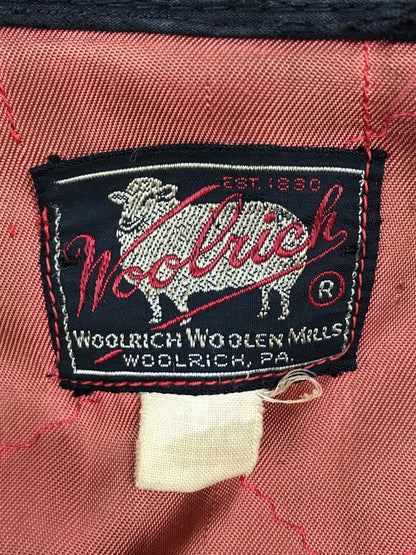 EST. 1830
Woolrich
®
WOOLRICH WOOLEN MILLS
WOOLRICH, PA.